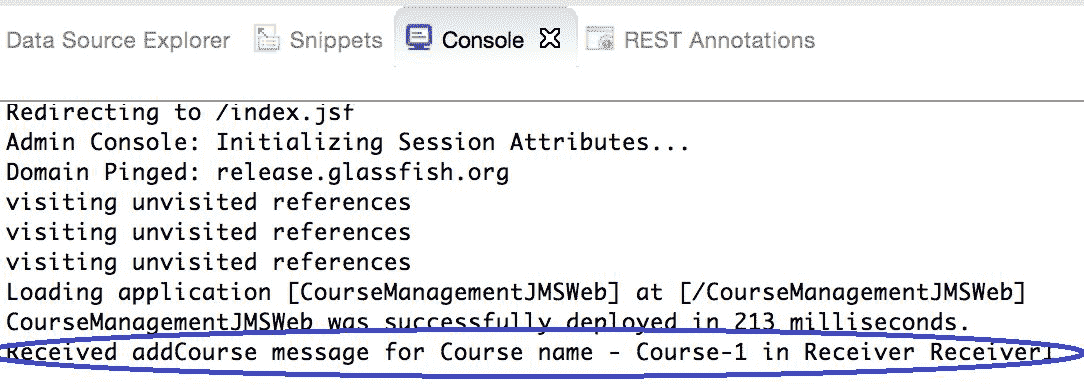 Data Source Explorer Snippets Console REST Annotations
Redirecting to /index.jsf
Admin Console: Initializing Session Attributes...
Domain Pinged: release.glassfish.org
visiting unvisited references
visiting unvisited references
visiting unvisited references
Loading application [CourseManagementJMSWeb] at [/CourseManagementJMSWeb]
CourseManagementJMSWeb was successfully deployed in 213 milliseconds.
Received addCourse message for Course name - Course-1 in Receiver Receiver1